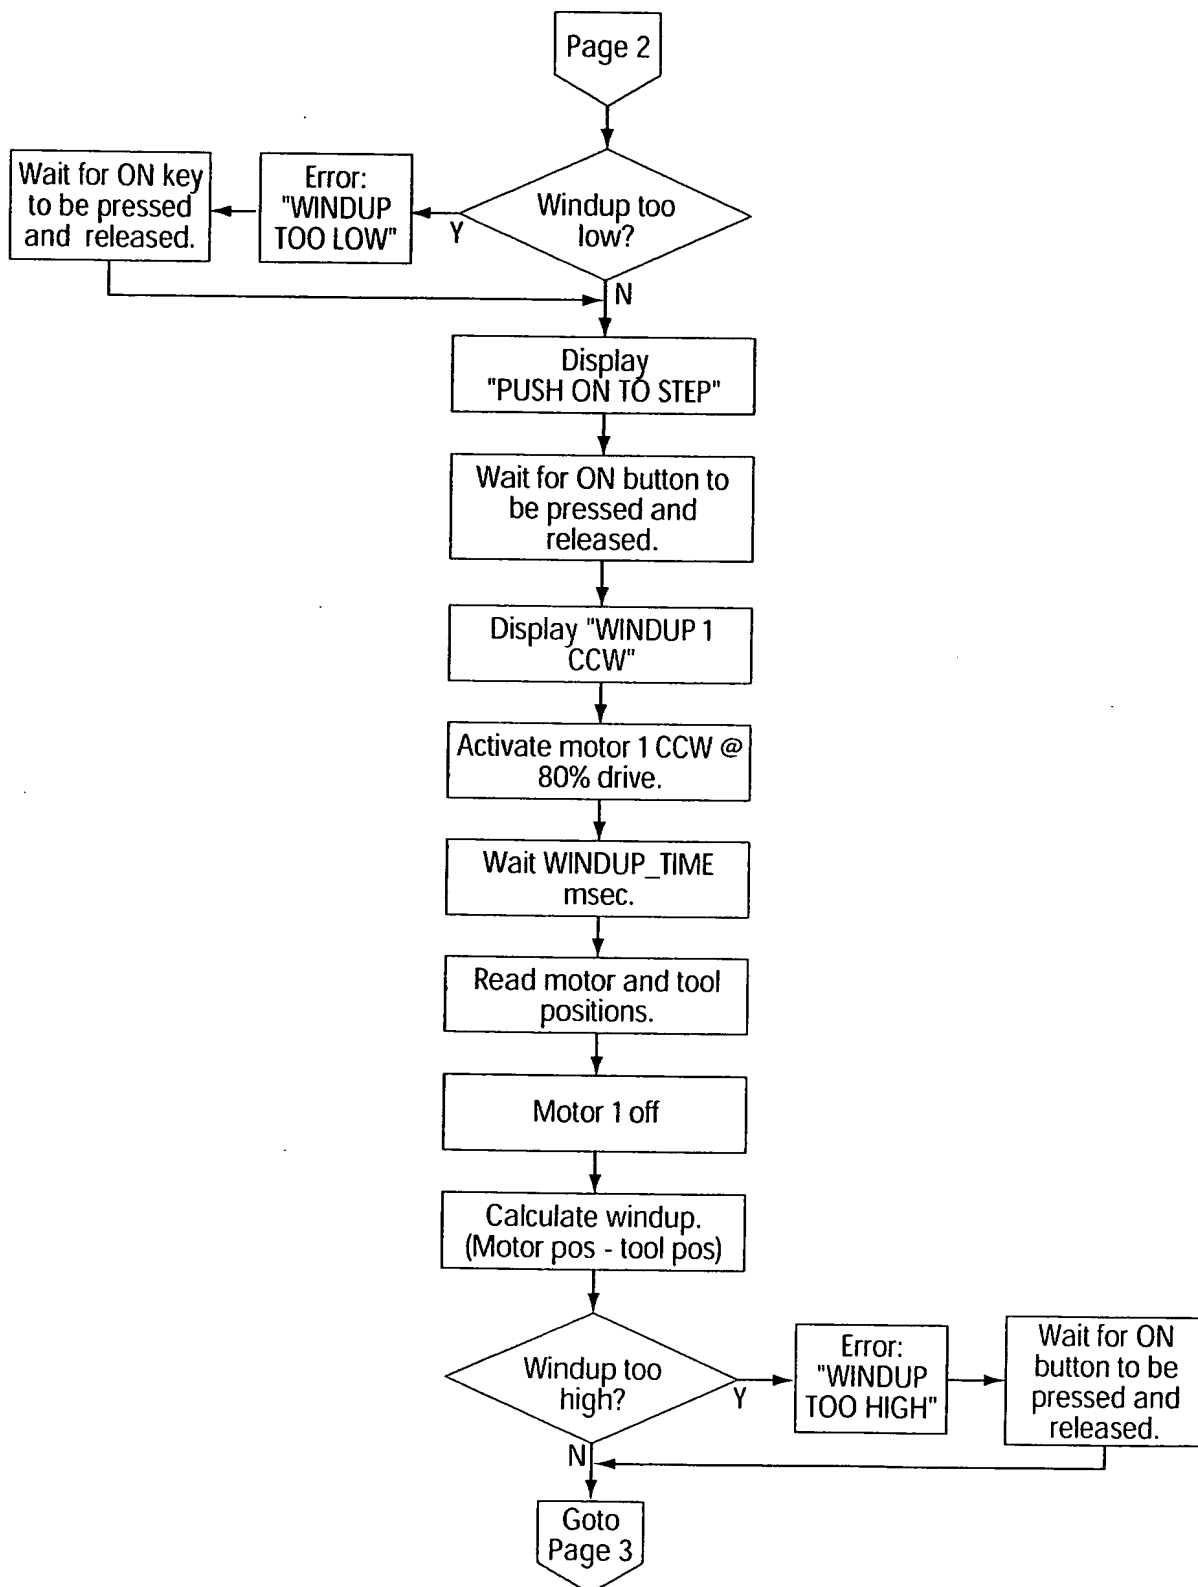 Page 2
Windup too
low?
Y
Error:
"WINDUP
TOO LOW"
Wait for ON key
to be pressed
and released.
N
Display
"PUSH ON TO STEP"
Wait for ON button to
be pressed and
released.
Display "WINDUP 1
CCW"
Activate motor 1 CCW @
80% drive.
Wait WINDUP_TIME
msec.
Read motor and tool
positions.
Motor 1 off
Calculate windup.
(Motor pos - tool pos)
Windup too
high?
Y
Error:
"WINDUP
TOO HIGH"
Wait for ON
button to be
pressed and
released.
N
Goto
Page 3